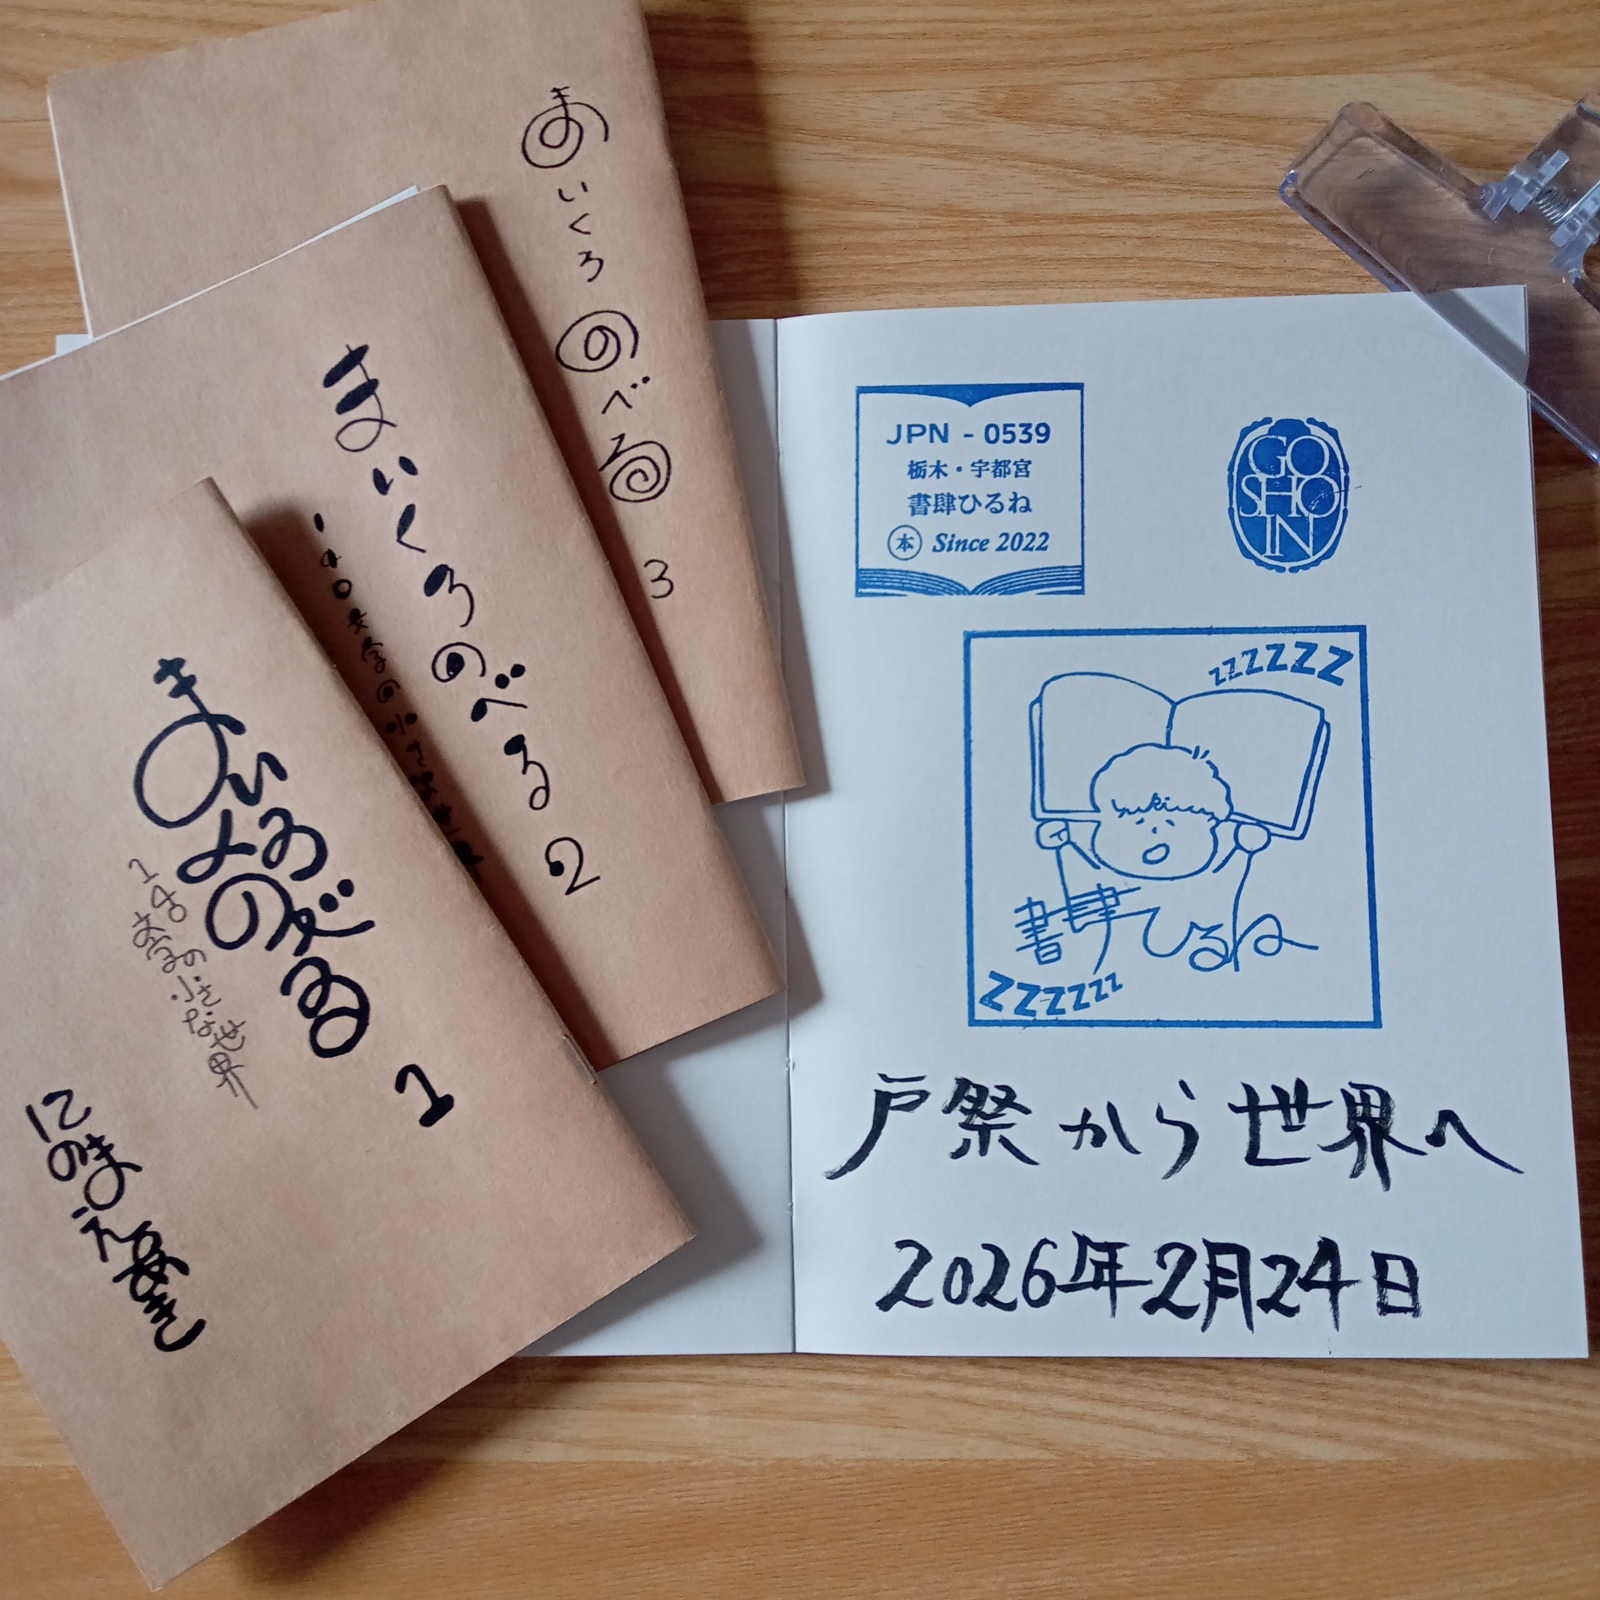 まいくろのべる
3
まいくろのべる2
140文字の小さな世界
まいくろのべる
1
140文字の小さな世界
にのまえあき
JPN - 0539
栃木・宇都宮
書肆ひるね
本 Since 2022
GO
SHO
IN
zzzzzzz
書肆ひるね
zzzzzzz
戸祭から世界へ
2026年2月24日